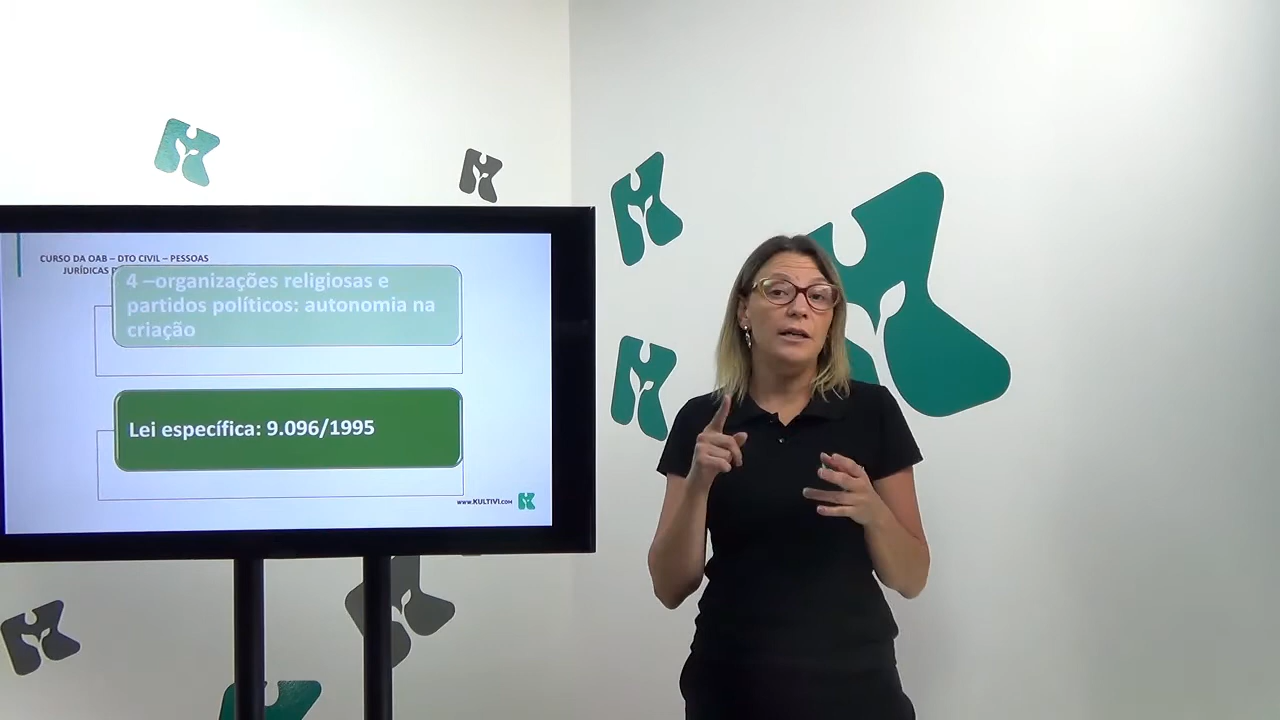 CURSO DA OAB – DTO CIVIL – PESSOAS
JURÍDICAS
4 –organizações religiosas e
partidos políticos: autonomia na
criação
Lei específica: 9.096/1995
www.KULTIVI.COM